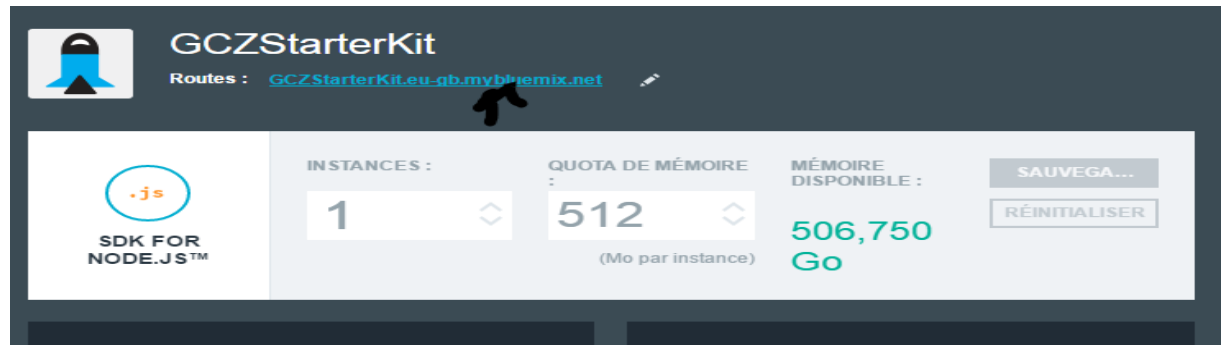 GCZStarterKit
Routes : GCZStarterKit.eu-gb.mybluemix.net
.js
SDK FOR
NODE.JS™
INSTANCES :
1
QUOTA DE MÉMOIRE
:
512
(Mo par instance)
MÉMOIRE
DISPONIBLE :
506,750
Go
SAUVEGA...
RÉINITIALISER